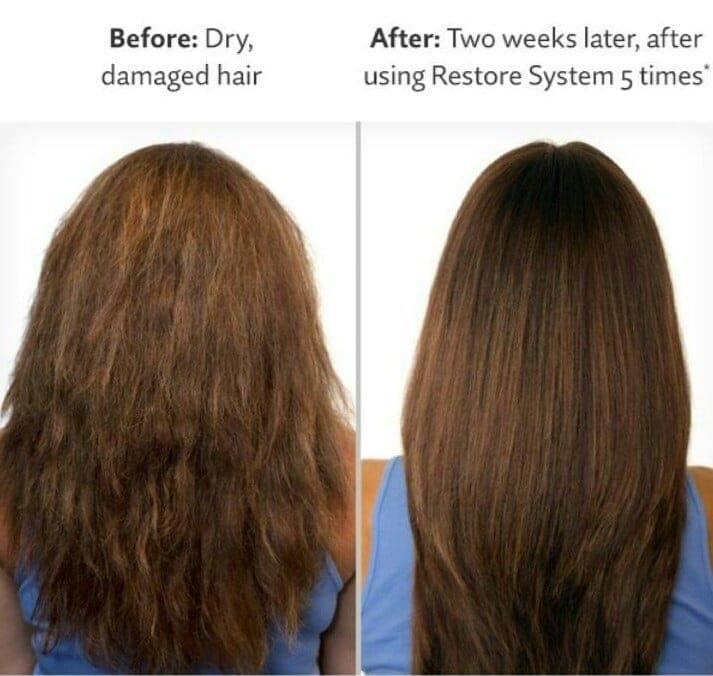 Before: Dry,
damaged hair
After: Two weeks later, after
using Restore System 5 times*